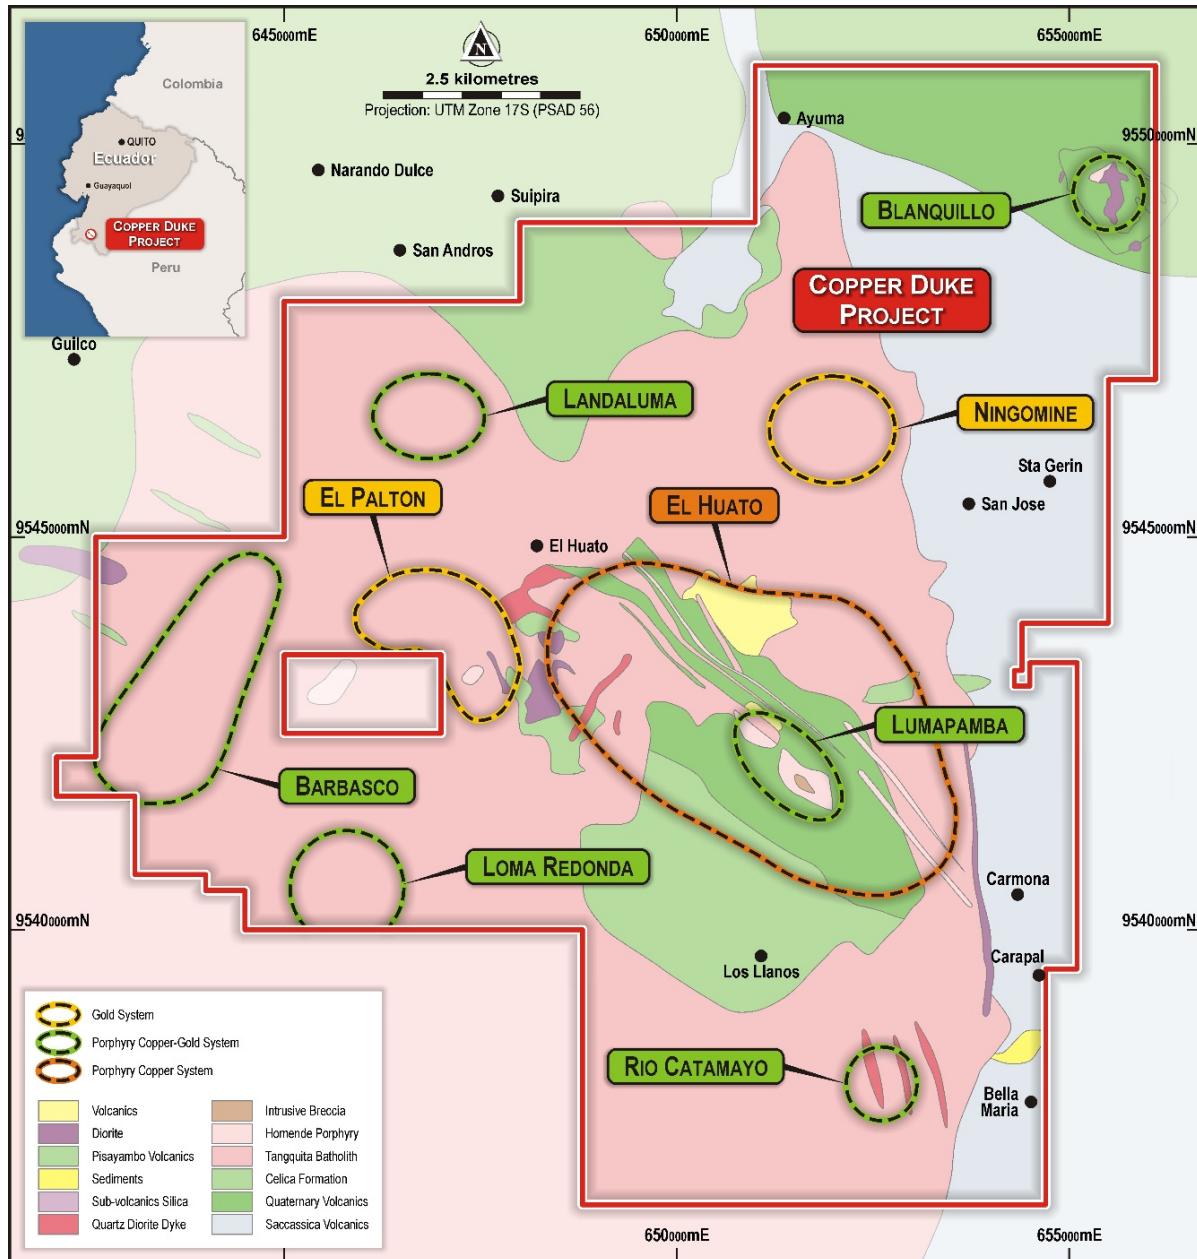 645000mE
650000mE
655000mE
Colombia
QUITO
Ecuador
Guayaquol
COPPER DUKE
PROJECT
Peru
N
2.5 kilometres
Projection: UTM Zone 17S (PSAD 56)
Ayuma
9550000mN
Narando Dulce
Suipira
BLANQUILLO
San Andros
COPPER DUKE
PROJECT
Guilco
LANDALUMA
NINGOMINE
Sta Gerin
San Jose
EL PALTON
EL HUATO
9545000mN
9545000mN
El Huato
LUMAPAMBA
BARBASCO
LOMA REDONDA
Carmona
9540000mN
9540000mN
Los Llanos
Carapal
RIO CATAMAYO
Bella
Maria
Gold System
Porphyry Copper-Gold System
Porphyry Copper System
Volcanics
Diorite
Pisayambo Volcanics
Sediments
Sub-volcanics Silica
Quartz Diorite Dyke
Intrusive Breccia
Homende Porphyry
Tangquita Batholith
Celica Formation
Quaternary Volcanics
Saccassica Volcanics
650000mE
655000mE